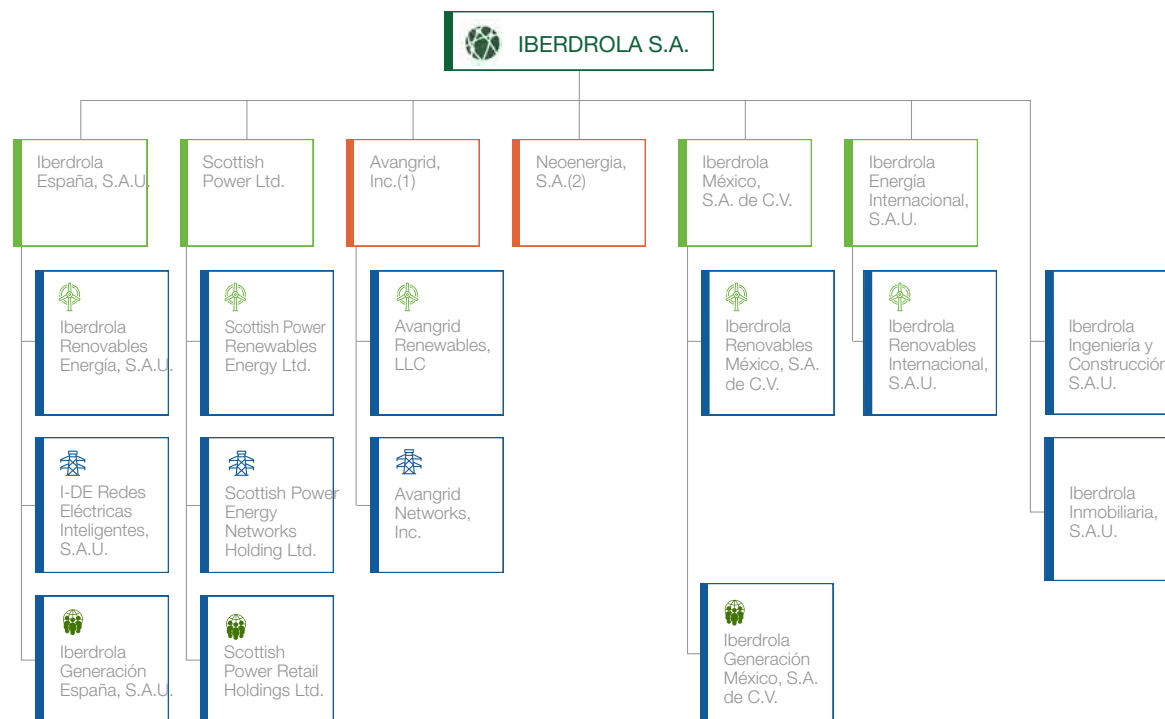 IBERDROLA S.A.
Iberdrola
España, S.A.U.
Scottish
Power Ltd.
Avangrid,
Inc.(1)
Neoenergia,
S.A.(2)
Iberdrola
México,
S.A. de C.V.
Iberdrola
Energía
Internacional,
S.A.U.
Iberdrola
Renovables
Energía, S.A.U.
Scottish Power
Renewables
Energy Ltd.
Avangrid
Renewables,
LLC
Iberdrola
Renovables
México, S.A.
de C.V.
Iberdrola
Renovables
Internacional,
S.A.U.
Iberdrola
Ingeniería y
Construcción
S.A.U.
I-DE Redes
Eléctricas
Inteligentes,
S.A.U.
Scottish Power
Energy
Networks
Holding Ltd.
Avangrid
Networks,
Inc.
Iberdrola
Inmobiliaria,
S.A.U.
Iberdrola
Generación
España, S.A.U.
Scottish
Power Retail
Holdings Ltd.
Iberdrola
Generación
México, S.A.
de C.V.